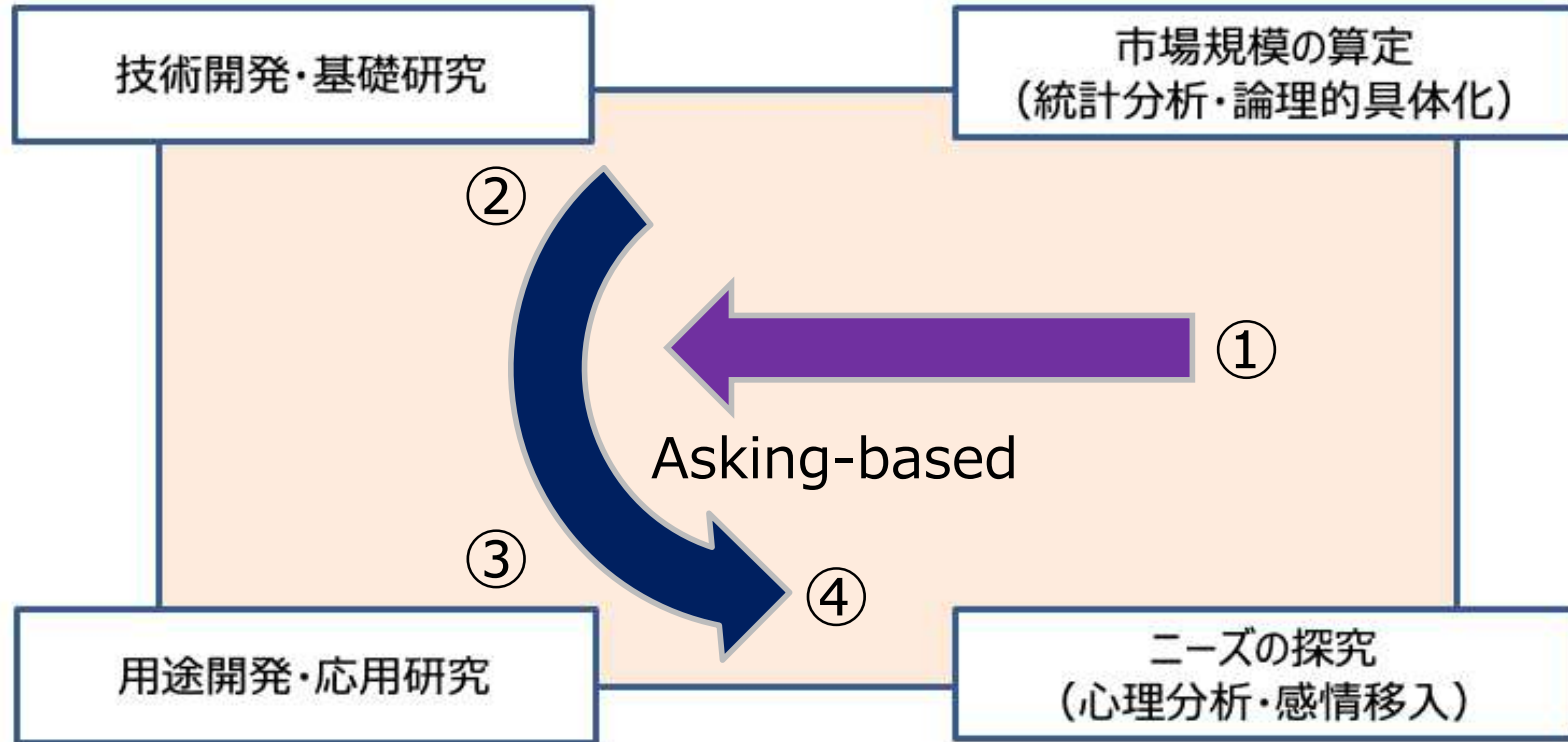 技術開発・基礎研究
市場規模の算定
（統計分析・論理的具体化）
②
①
Asking-based
③
④
用途開発・応用研究
ニーズの探究
（心理分析・感情移入）